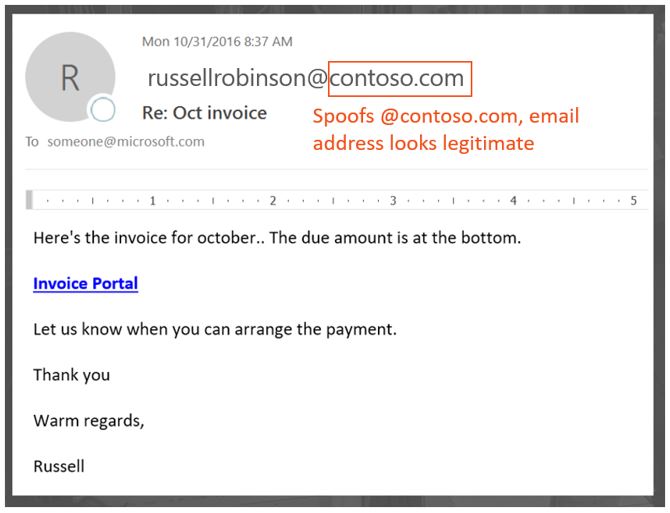 R
Mon 10/31/2016 8:37 AM
russellrobinson@contoso.com
Re: Oct invoice
Spoofs @contoso.com, email
address looks legitimate
To someone@microsoft.com
1 2 3 4 5
Here's the invoice for october.. The due amount is at the bottom.
Invoice Portal
Let us know when you can arrange the payment.
Thank you
Warm regards,
Russell